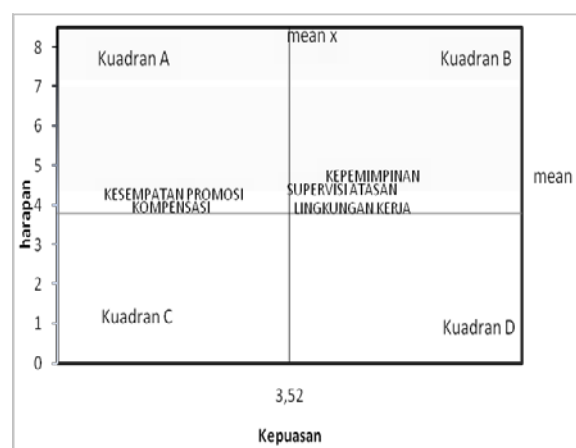 mean x
8
Kuadran A
Kuadran B
7
6
5
KEPEMIMPINAN
mean
SUPERVISI ATASAN
KESEMPATAN PROMOSI
4
KOMPENSASI
LINGKUNGAN KERJA
harapan
3
2
1
Kuadran C
Kuadran D
0
3,52
Kepuasan